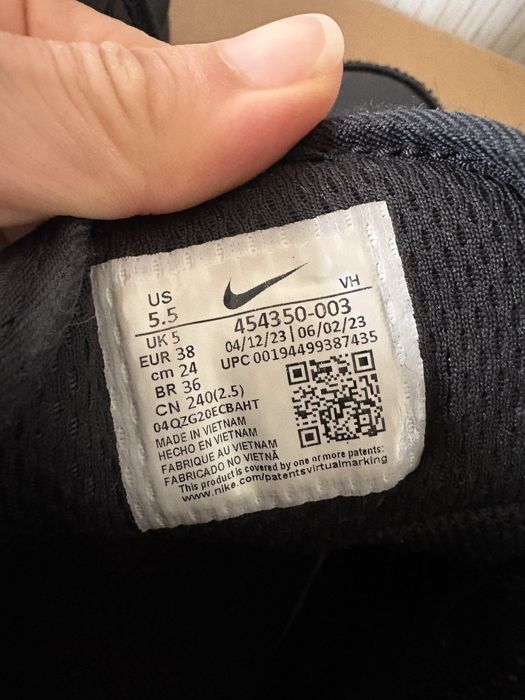 US
5.5
VH
UK 5
454350-003
EUR 38
04/12/23 | 06/02/23
cm 24
UPC 00194499387435
BR 36
CN 240(2.5)
04QZG20ECBAHT
MADE IN VIETNAM
HECHO EN VIETNAM
FABRIQUE AU VIETNAM
FABRICADO NO VIETNÃ
This product is covered by one or more patents:
www.nike.com/patentsvirtualmarking